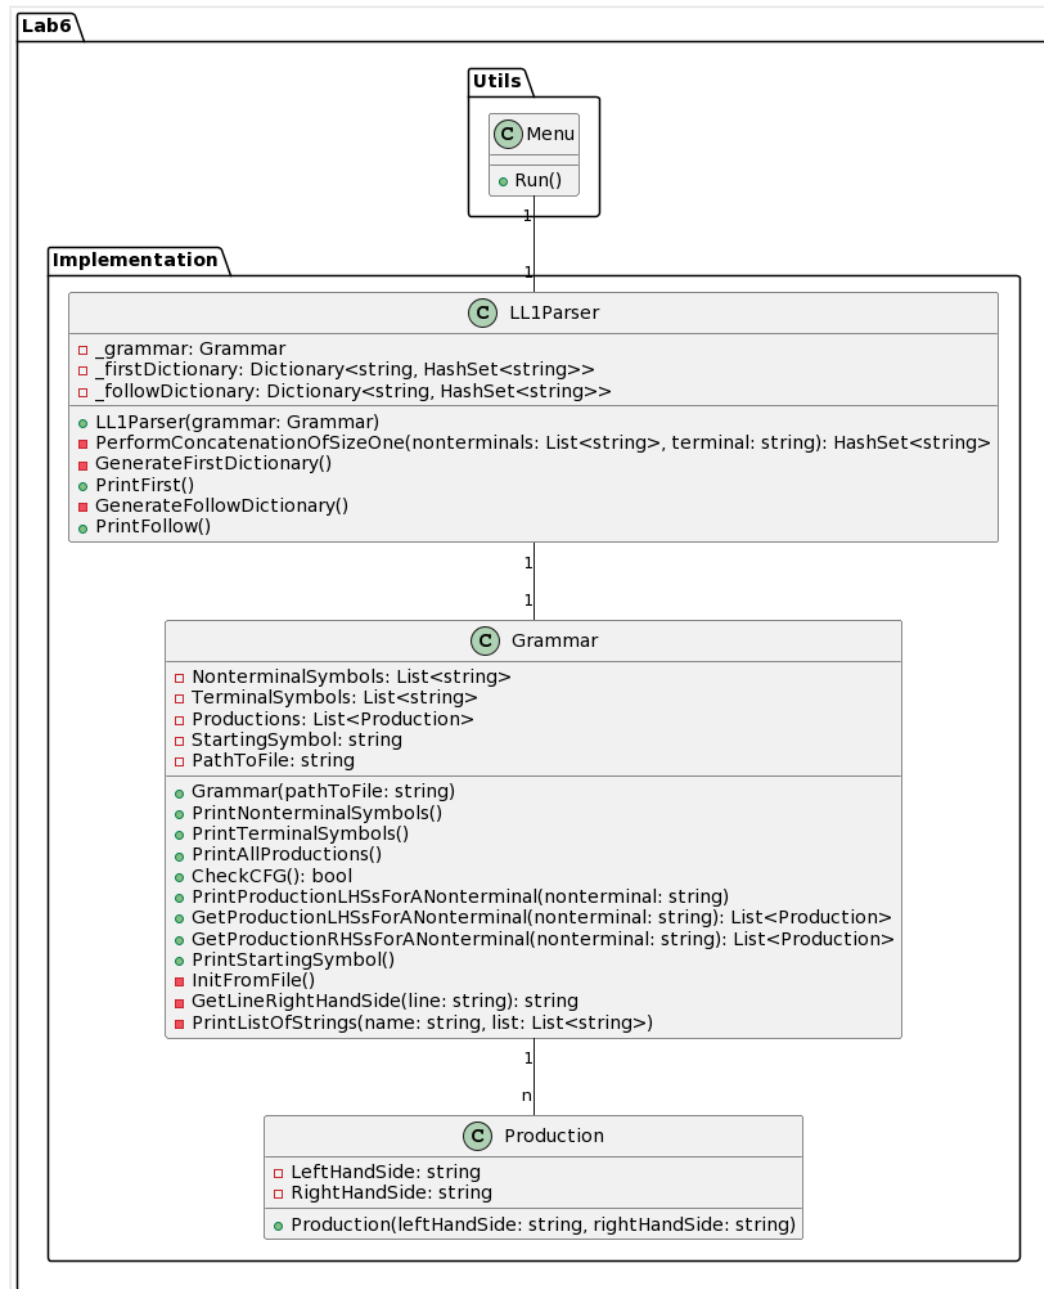 Lab6
Utils
C Menu
Run()
1
1
Implementation
C LL1Parser
_grammar: Grammar
_firstDictionary: Dictionary<string, HashSet<string>>
_followDictionary: Dictionary<string, HashSet<string>>
LL1Parser(grammar: Grammar)
PerformConcatenationOfSizeOne(nonterminals: List<string>, terminal: string): HashSet<string>
GenerateFirstDictionary()
PrintFirst()
GenerateFollowDictionary()
PrintFollow()
1
1
C Grammar
NonterminalSymbols: List<string>
TerminalSymbols: List<string>
Productions: List<Production>
StartingSymbol: string
PathToFile: string
Grammar(pathToFile: string)
PrintNonterminalSymbols()
PrintTerminalSymbols()
PrintAllProductions()
CheckCFG(): bool
PrintProductionLHSsForANonterminal(nonterminal: string)
GetProductionLHSsForANonterminal(nonterminal: string): List<Production>
GetProductionRHSsForANonterminal(nonterminal: string): List<Production>
PrintStartingSymbol()
InitFromFile()
GetLineRightHandSide(line: string): string
PrintListOfStrings(name: string, list: List<string>)
1
n
C Production
LeftHandSide: string
RightHandSide: string
Production(leftHandSide: string, rightHandSide: string)